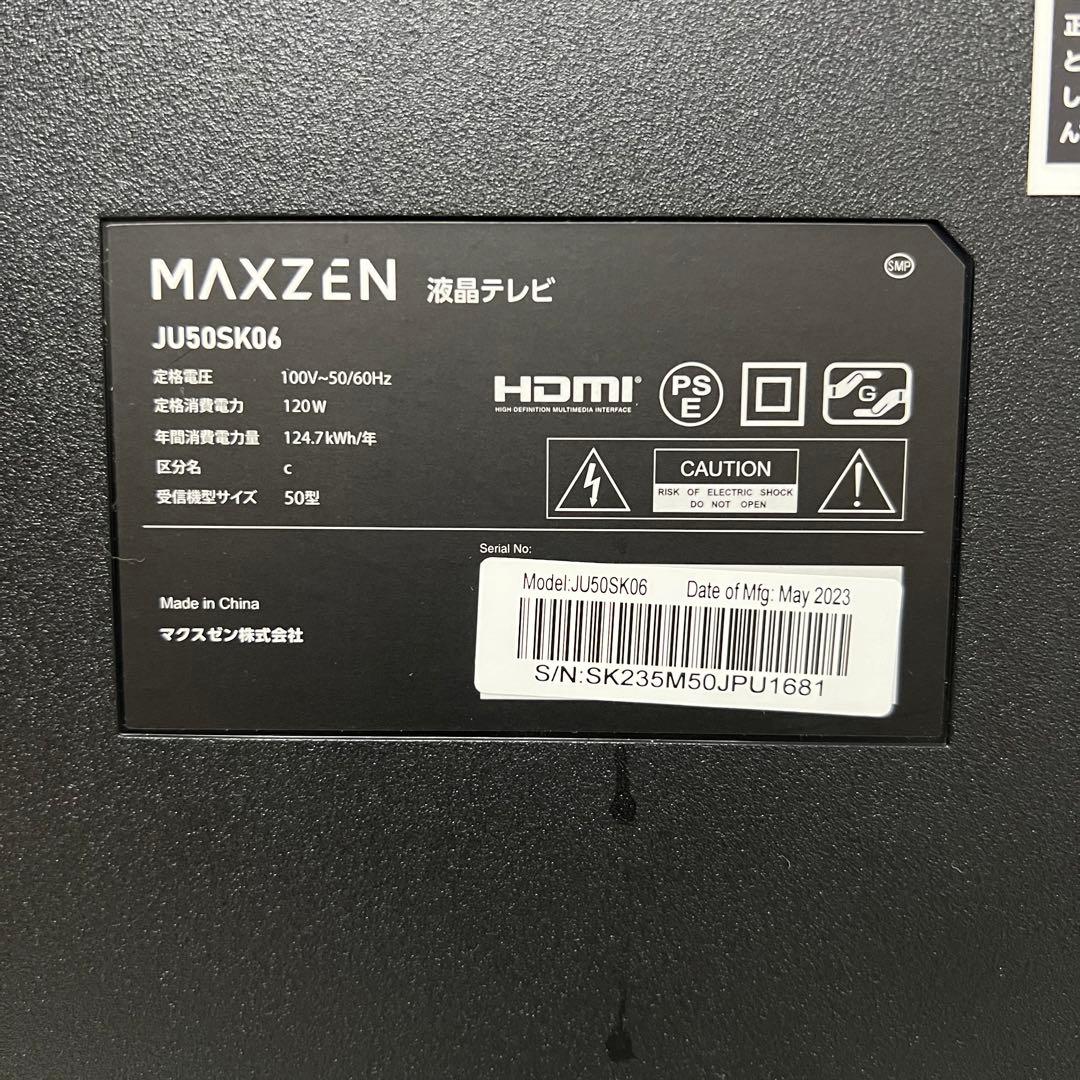 正
と
し
ん
MAXZEN 液晶テレビ
SMP
JU50SK06
定格電圧 100V~50/60Hz
定格消費電力 120W
年間消費電力量 124.7kWh/年
区分名 c
受信機型サイズ 50型
HDMI®
HIGH DEFINITION MULTIMEDIA INTERFACE
PS
E
G
CAUTION
RISK OF ELECTRIC SHOCK
DO NOT OPEN
Serial No:
Model:JU50SK06 Date of Mfg: May 2023
S/N:SK235M50JPU1681
Made in China
マクスゼン株式会社